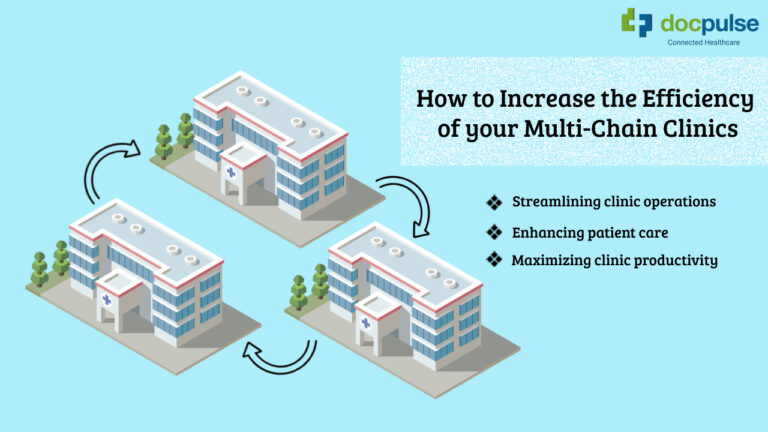 docpulse
Connected Healthcare
How to Increase the Efficiency
of your Multi-Chain Clinics
Streamlining clinic operations
Enhancing patient care
Maximizing clinic productivity